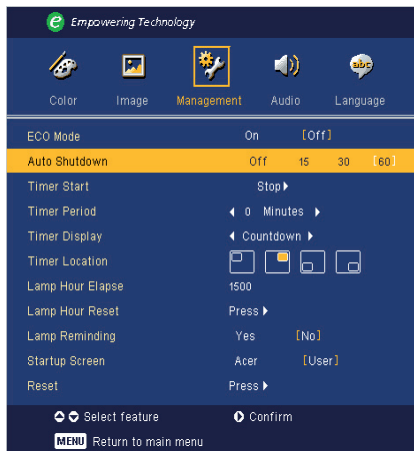 e Empowering Technology
Color Image Management Audio abc Language
ECO Mode On [Off]
Auto Shutdown Off 15 30 [60]
Timer Start Stop
Timer Period 0 Minutes
Timer Display Countdown
Timer Location
Lamp Hour Elapse 1500
Lamp Hour Reset Press
Lamp Reminding Yes [No]
Startup Screen Acer [User]
Reset Press
Select feature Confirm
MENU Return to main menu